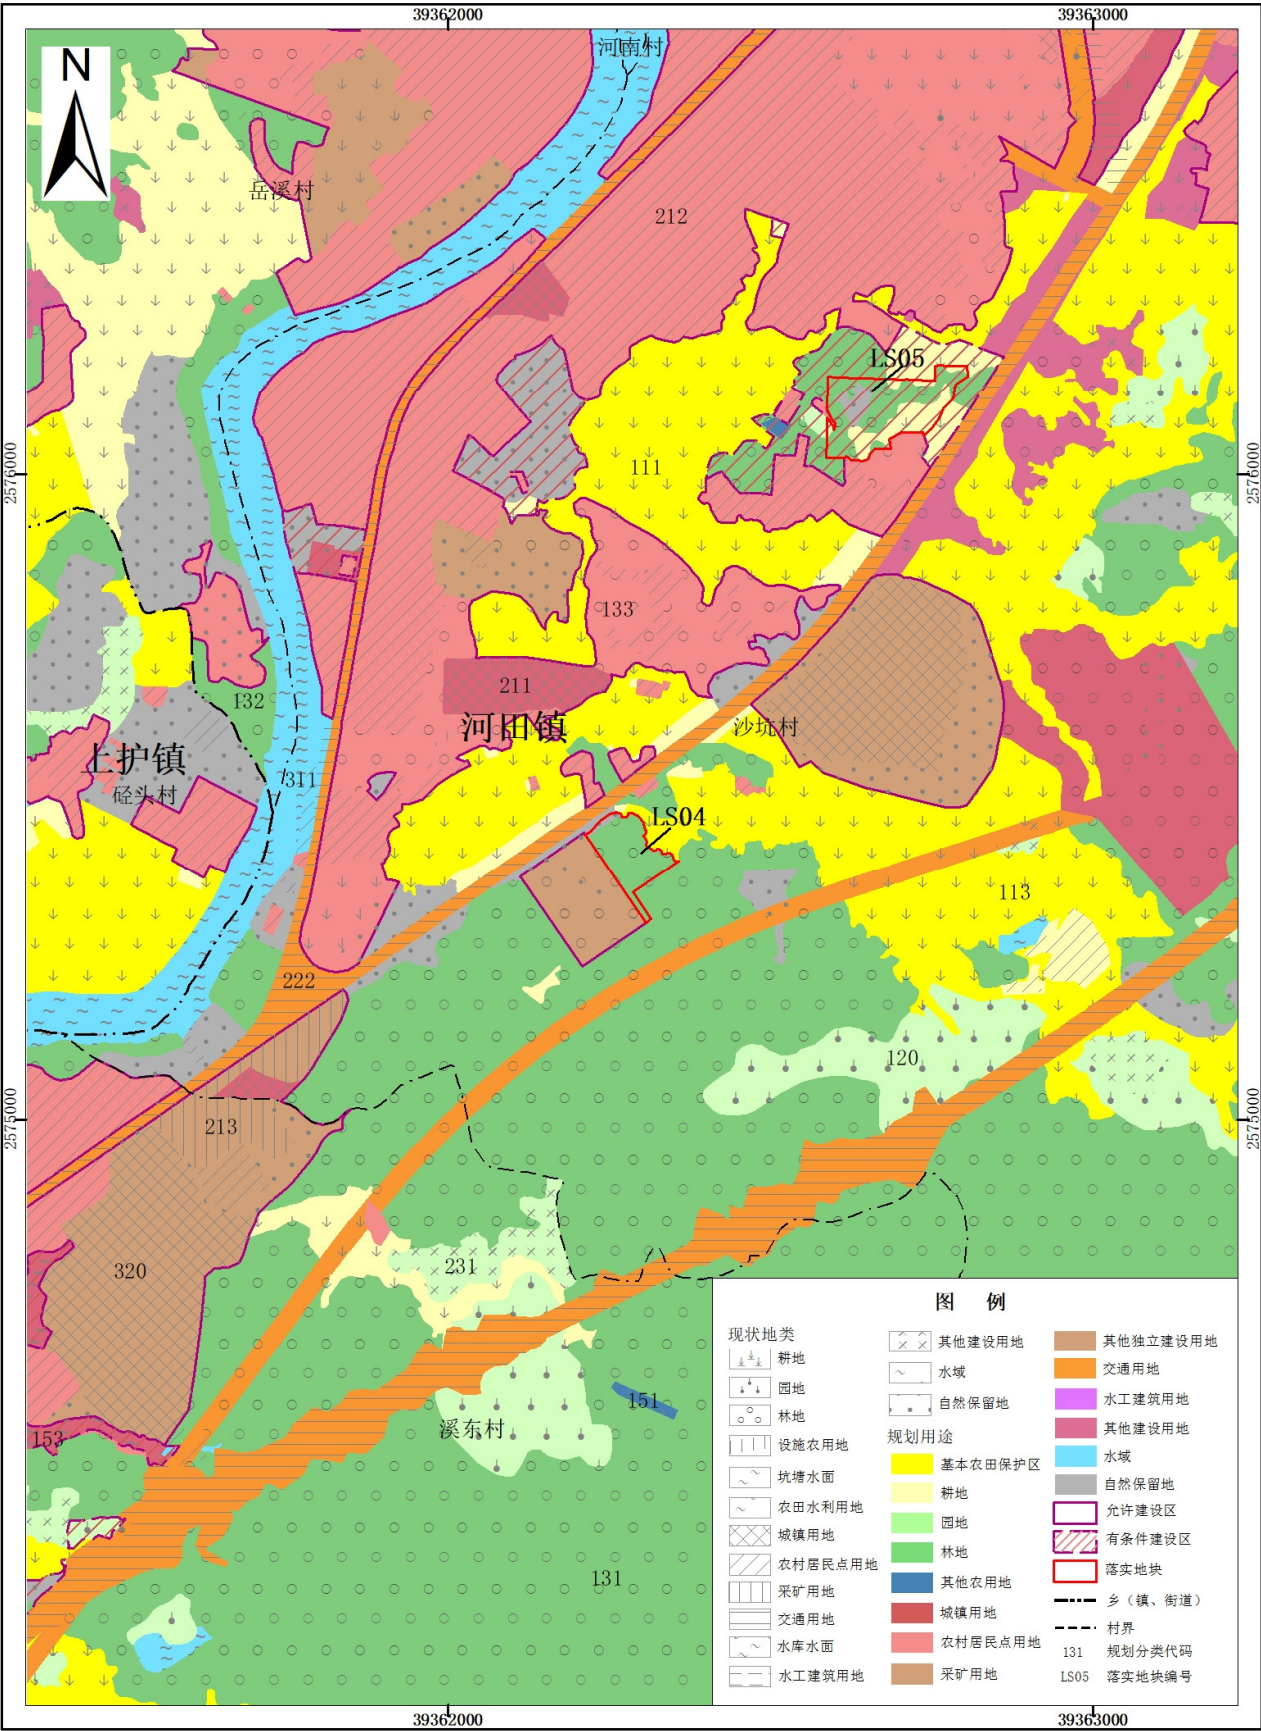 39362000
39363000
N
河南村
岳溪村
212
LS05
2576000
2576000
111
133
132
211
河田镇
沙坑村
上护镇
311
硁头村
LS04
113
222
120
2575000
2575000
213
320
231
151
溪东村
153
131
图 例
现状地类
耕地
园地
林地
设施农用地
坑塘水面
农田水利用地
城镇用地
农村居民点用地
采矿用地
交通用地
水库水面
水工建筑用地
其他建设用地
水域
自然保留地
规划用途
基本农田保护区
耕地
园地
林地
其他农用地
城镇用地
农村居民点用地
采矿用地
其他独立建设用地
交通用地
水工建筑用地
其他建设用地
水域
自然保留地
允许建设区
有条件建设区
落实地块
乡（镇、街道）
村界
131 规划分类代码
LS05 落实地块编号
39362000
39363000